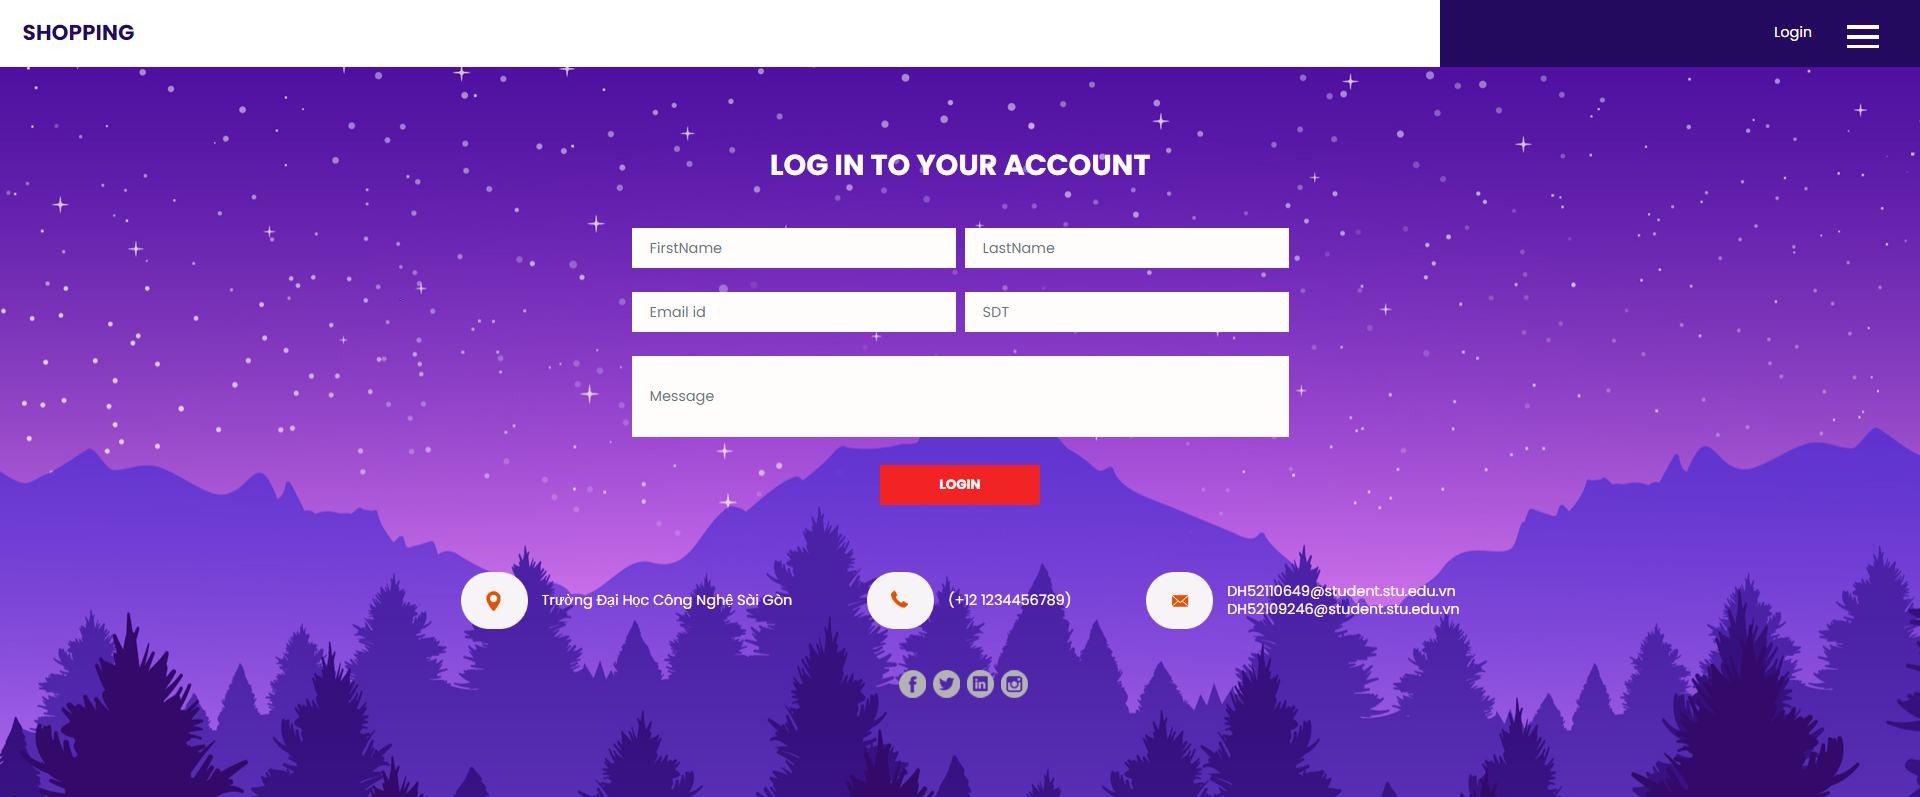 SHOPPING
Login
LOG IN TO YOUR ACCOUNT
FirstName
LastName
Email id
SDT
Message
LOGIN
Trường Đại Học Công Nghệ Sài Gòn
(+12 1234456789)
DH52110649@student.stu.edu.vn
DH52109246@student.stu.edu.vn